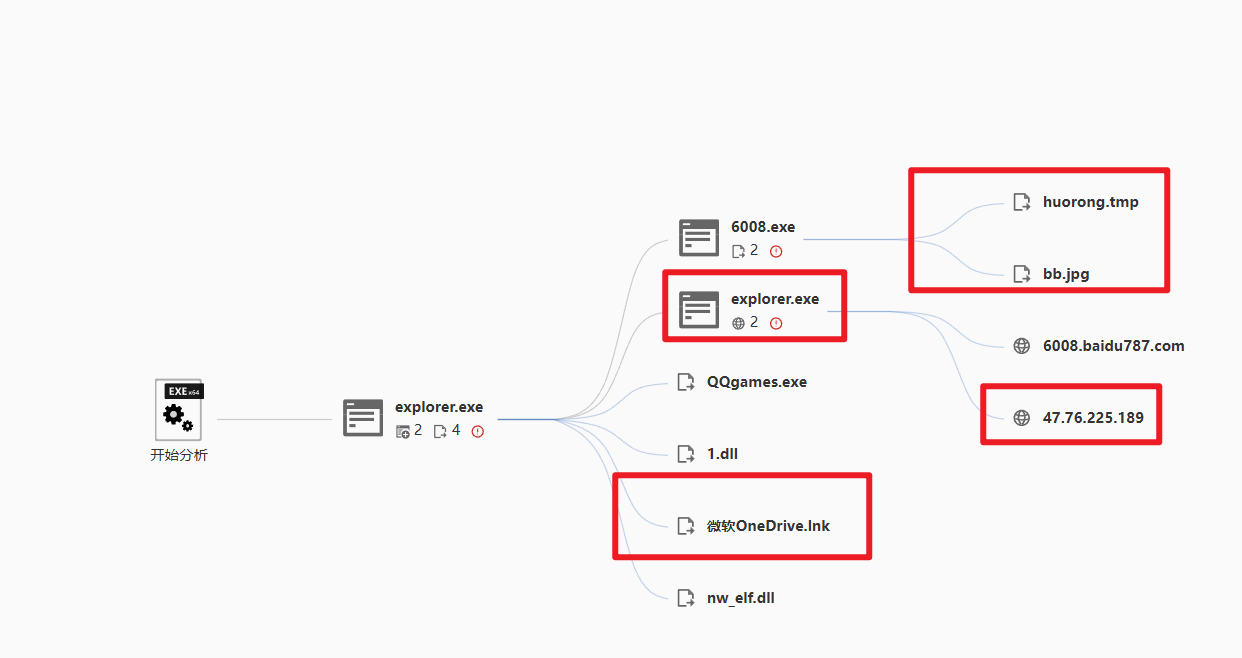 huorong.tmp
6008.exe
2
bb.jpg
explorer.exe
2
6008.baidu787.com
EXE x64
QQgames.exe
explorer.exe
2 4
47.76.225.189
开始分析
1.dll
微软OneDrive.lnk
nw_elf.dll